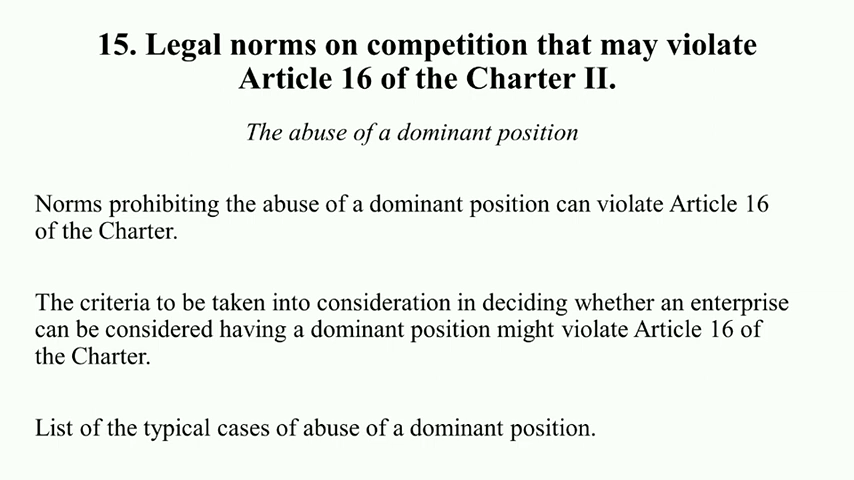 15. Legal norms on competition that may violate
Article 16 of the Charter II.
The abuse of a dominant position
Norms prohibiting the abuse of a dominant position can violate Article 16
of the Charter.
The criteria to be taken into consideration in deciding whether an enterprise
can be considered having a dominant position might violate Article 16 of
the Charter.
List of the typical cases of abuse of a dominant position.